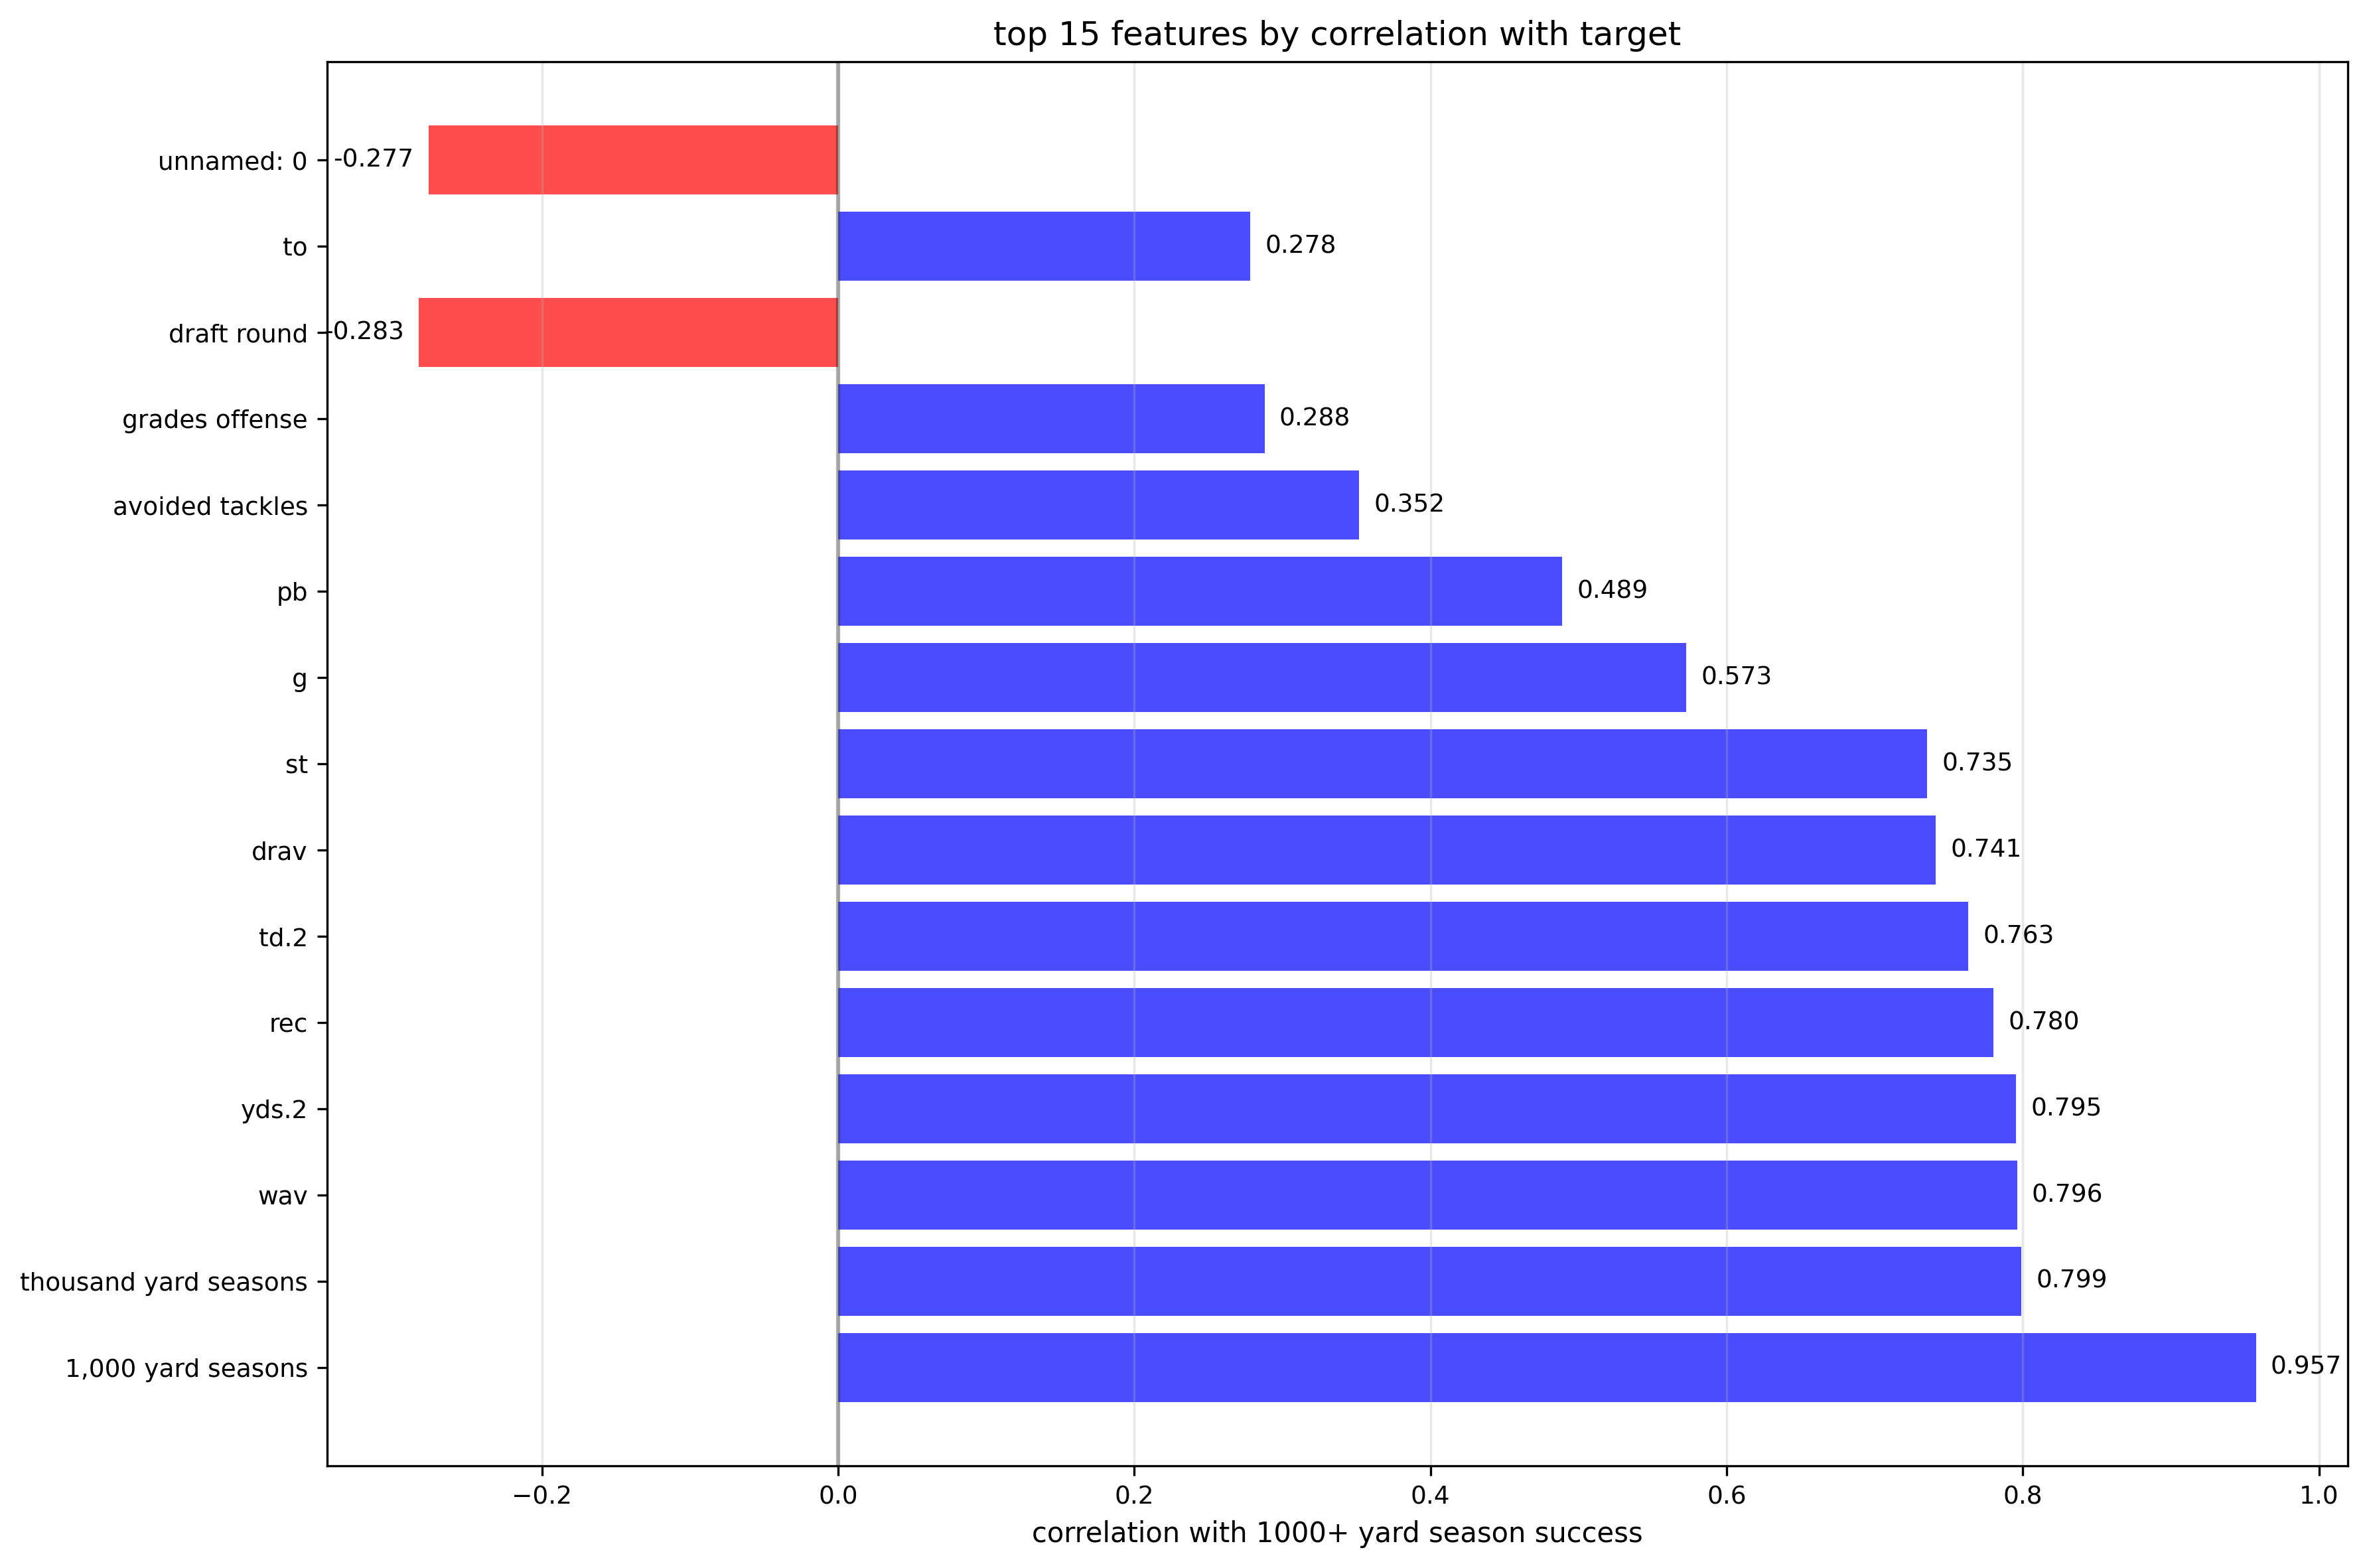 top 15 features by correlation with target
unnamed: 0
-0.277
to
0.278
draft round
-0.283
grades offense
0.288
avoided tackles
0.352
pb
0.489
g
0.573
st
0.735
drav
0.741
td.2
0.763
rec
0.780
yds.2
0.795
wav
0.796
thousand yard seasons
0.799
1,000 yard seasons
0.957
−0.2
0.0
0.2
0.4
0.6
0.8
1.0
correlation with 1000+ yard season success